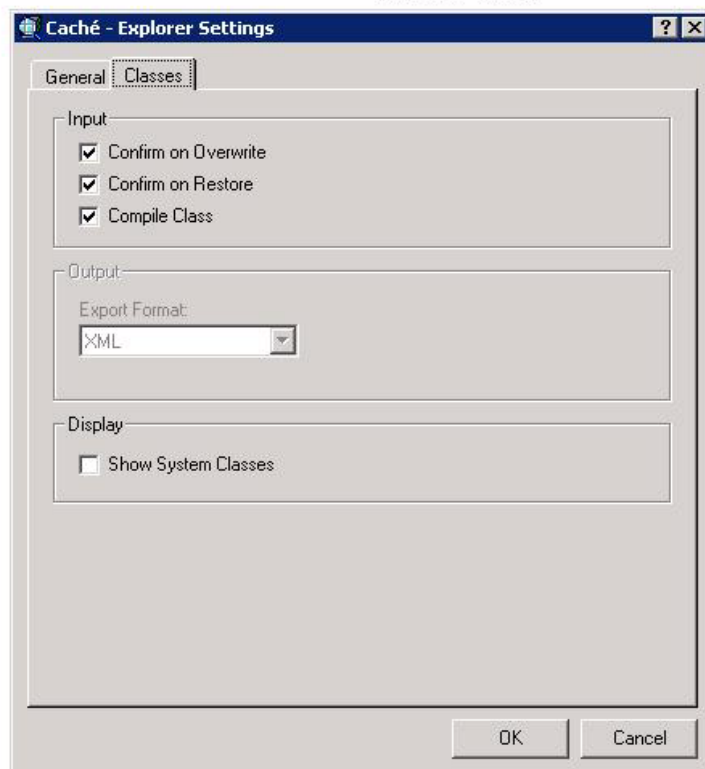 Caché - Explorer Settings
General
Classes
Input
Confirm on Overwrite
Confirm on Restore
Compile Class
Output
Export Format:
XML
Display
Show System Classes
OK
Cancel